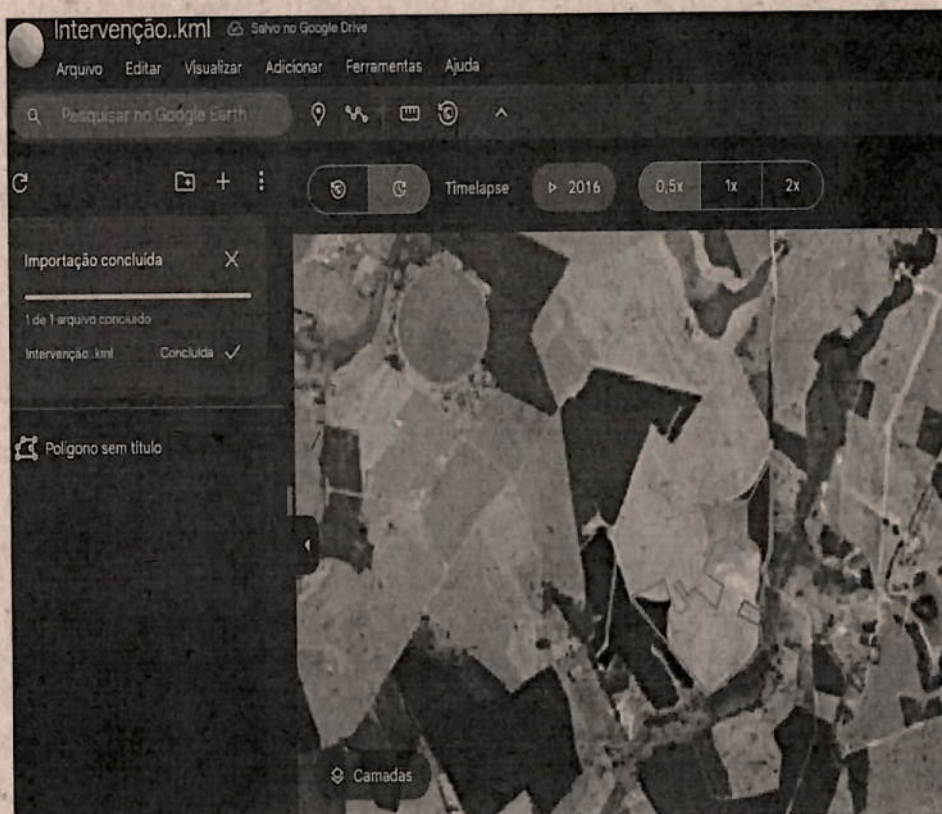 Intervenção..kml Salvo no Google Drive
Arquivo Editar Visualizar Adicionar Ferramentas Ajuda
Pesquisar no Google Earth
Timelapse 2016 0,5x 1x 2x
Importação concluída
1 de 1 arquivo concluído
Intervenção..kml Concluída
Polígono sem título
Camadas